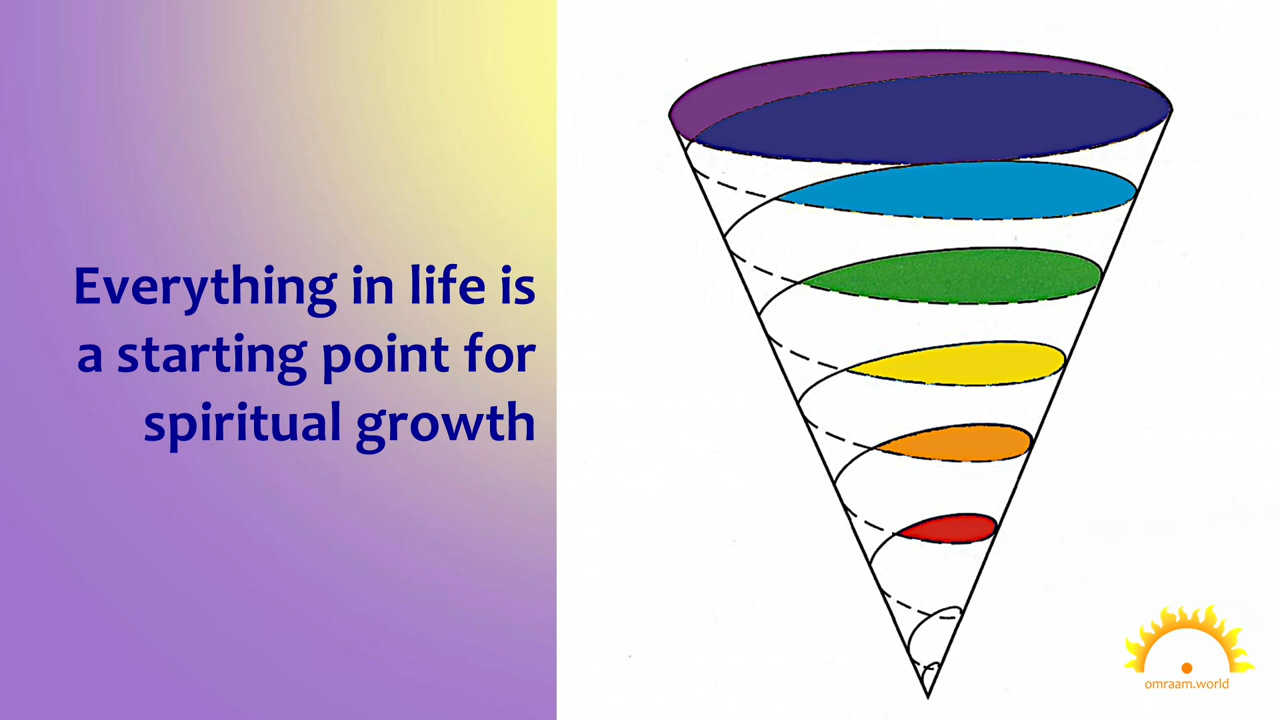 Everything in life is
a starting point for
spiritual growth
omraam.world